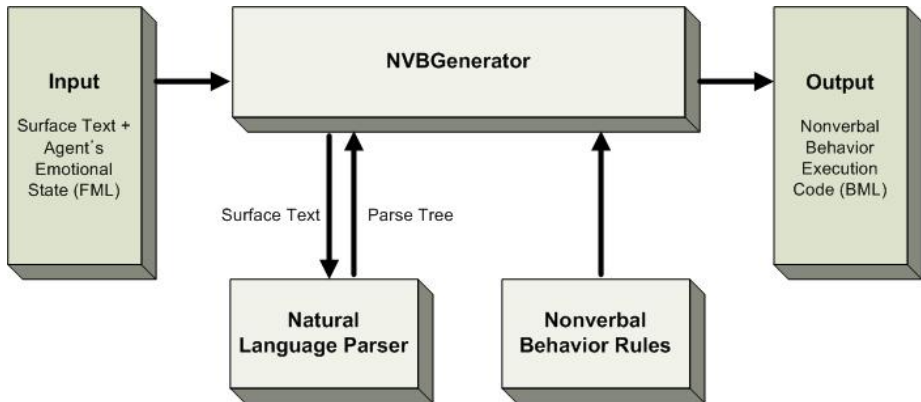 Input
Surface Text +
Agent´s
Emotional
State (FML)
NVBGenerator
Output
Nonverbal
Behavior
Execution
Code (BML)
Surface Text
Parse Tree
Natural
Language Parser
Nonverbal
Behavior Rules